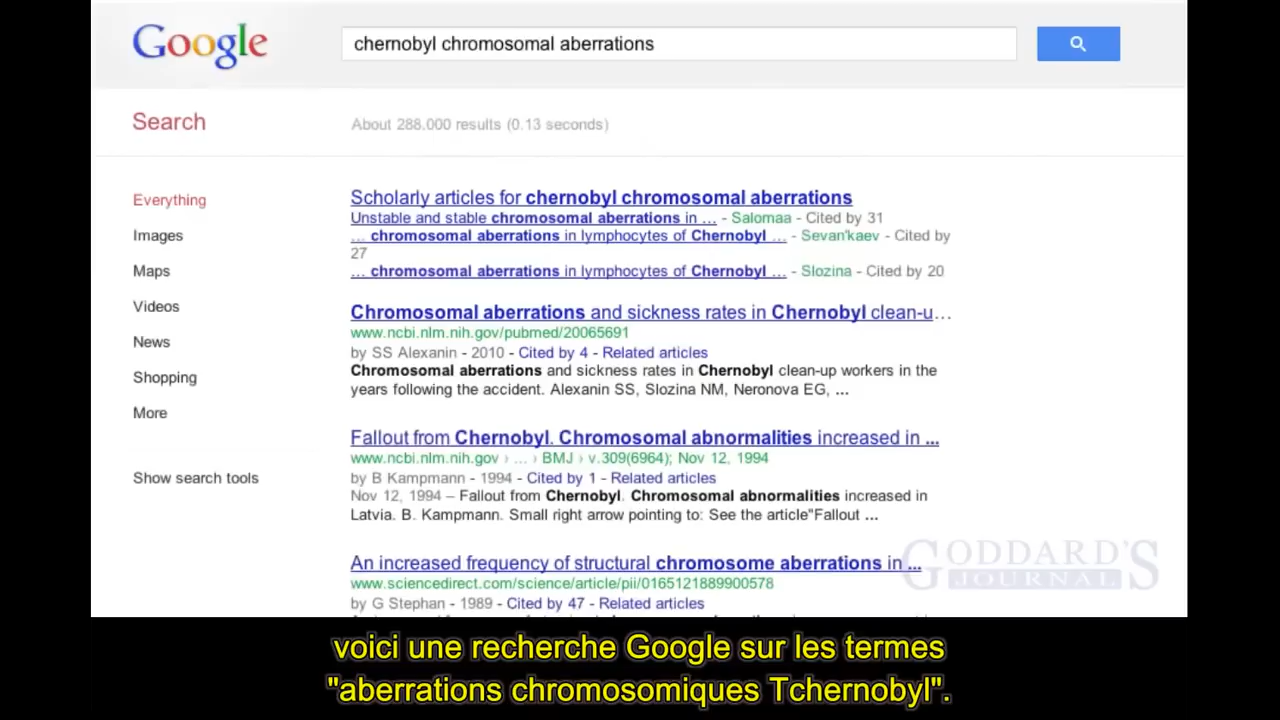 Google
chernobyl chromosomal aberrations
Search
About 288,000 results (0.13 seconds)
Everything
Images
Maps
Videos
News
Shopping
More
Show search tools
Scholarly articles for chernobyl chromosomal aberrations
Unstable and stable chromosomal aberrations in ... - Salomaa - Cited by 31
... chromosomal aberrations in lymphocytes of Chernobyl ... - Sevan'kaev - Cited by
27
... chromosomal aberrations in lymphocytes of Chernobyl ... - Slozina - Cited by 20
Chromosomal aberrations and sickness rates in Chernobyl clean-u...
www.ncbi.nlm.nih.gov/pubmed/20065691
by SS Alexanin - 2010 - Cited by 4 - Related articles
Chromosomal aberrations and sickness rates in Chernobyl clean-up workers in the
years following the accident. Alexanin SS, Slozina NM, Neronova EG, ...
Fallout from Chernobyl. Chromosomal abnormalities increased in ...
www.ncbi.nlm.nih.gov › ... › BMJ › v.309(6964); Nov 12, 1994
by B Kampmann - 1994 - Cited by 1 - Related articles
Nov 12, 1994 – Fallout from Chernobyl. Chromosomal abnormalities increased in
Latvia. B. Kampmann. Small right arrow pointing to: See the article"Fallout ...
An increased frequency of structural chromosome aberrations in ...
www.sciencedirect.com/science/article/pii/0165121889900578
by G Stephan - 1989 - Cited by 47 - Related articles
GODDARD'S
JOURNAL
voici une recherche Google sur les termes
"aberrations chromosomiques Tchernobyl".